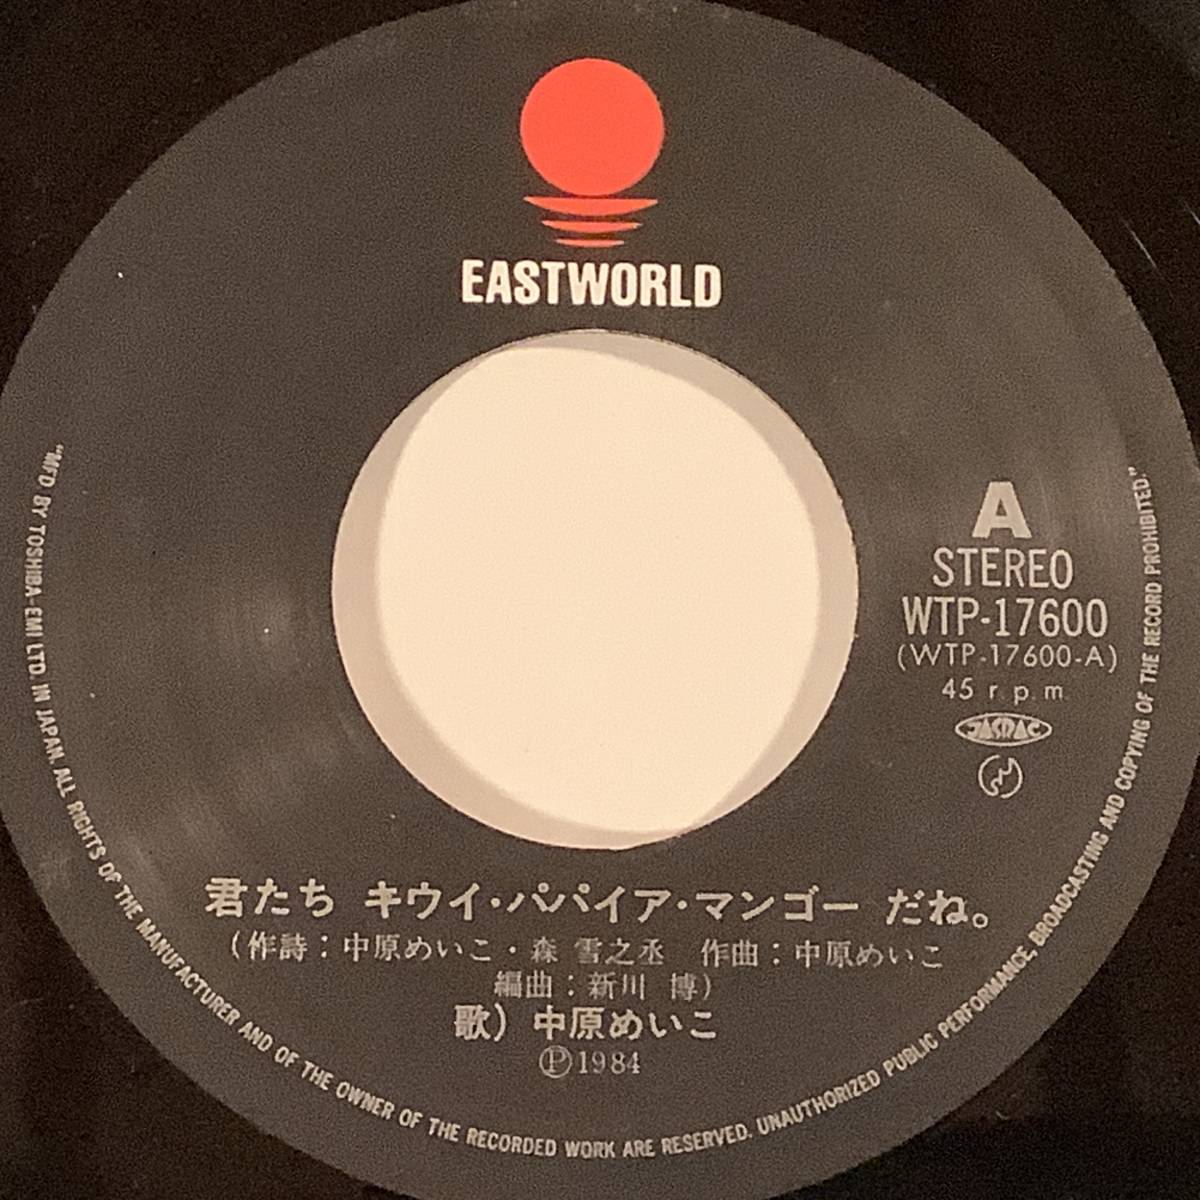 EASTWORLD
A
STEREO
WTP-17600
(WTP-17600-A)
45 r.p.m.
JASRAC
君たち キウイ・パパイア・マンゴー だね。
(作詩：中原めいこ・森 雪之丞 作曲：中原めいこ
編曲：新川 博)
歌) 中原めいこ
Ⓟ1984
"MFD BY TOSHIBA-EMI LTD. IN JAPAN. ALL RIGHTS OF THE MANUFACTURER AND OF THE OWNER OF THE RECORDED WORK ARE RESERVED. UNAUTHORIZED PUBLIC PERFORMANCE, BROADCASTING AND COPYING OF THE RECORD PROHIBITED."